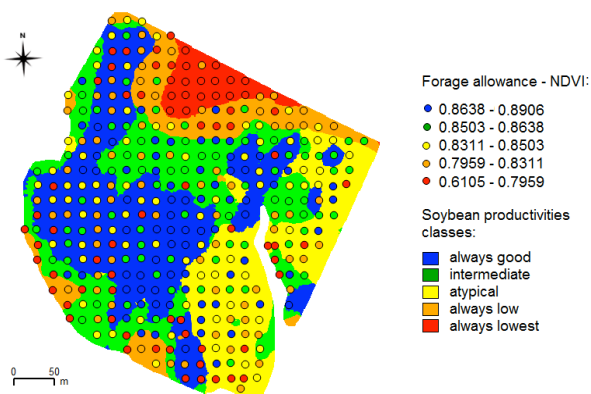 N
Forage allowance - NDVI:
0.8638 - 0.8906
0.8503 - 0.8638
0.8311 - 0.8503
0.7959 - 0.8311
0.6105 - 0.7959
Soybean productivities
classes:
always good
intermediate
atypical
always low
always lowest
0 50
m